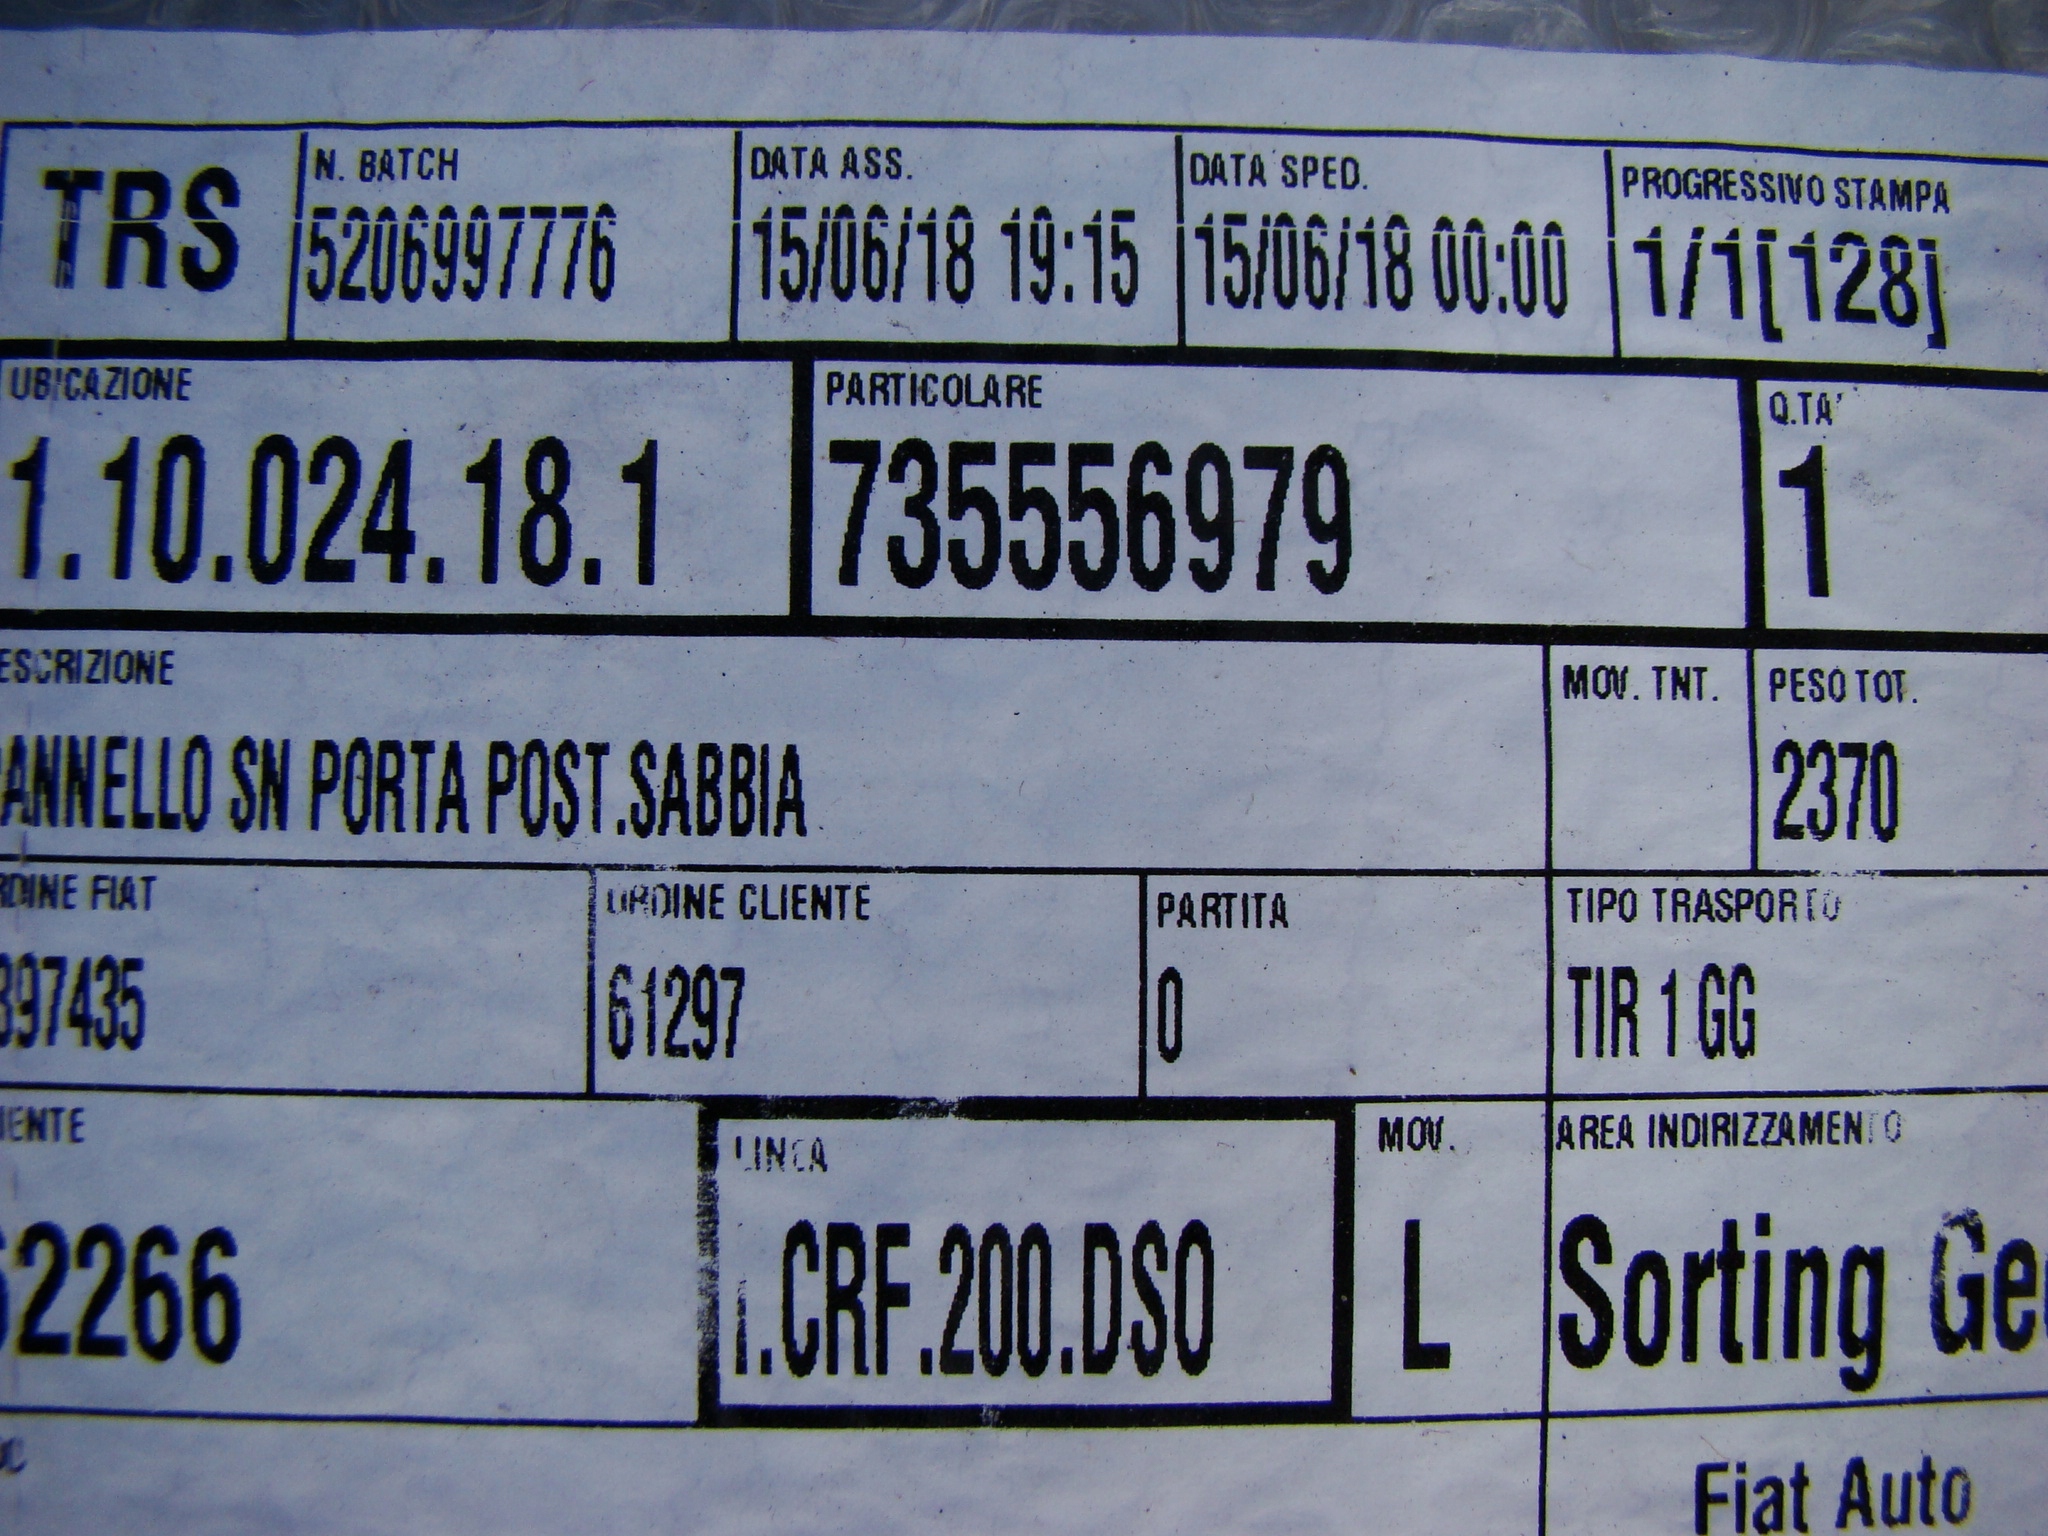 TRS
N. BATCH
5206997776
DATA ASS.
15/06/18 19:15
DATA SPED.
15/06/18 00:00
PROGRESSIVO STAMPA
1/1[128]
UBICAZIONE
1.10.024.18.1
PARTICOLARE
735556979
Q.TA'
1
ESCRIZIONE
ANNELLO SN PORTA POST.SABBIA
MOV. TNT.
PESO TOT.
2370
RDINE FIAT
397435
ORDINE CLIENTE
61297
PARTITA
0
TIPO TRASPORTO
TIR 1 GG
IENTE
2266
LINEA
.CRF.200.DSO
MOV.
L
AREA INDIRIZZAMENTO
Sorting Ge
Fiat Auto